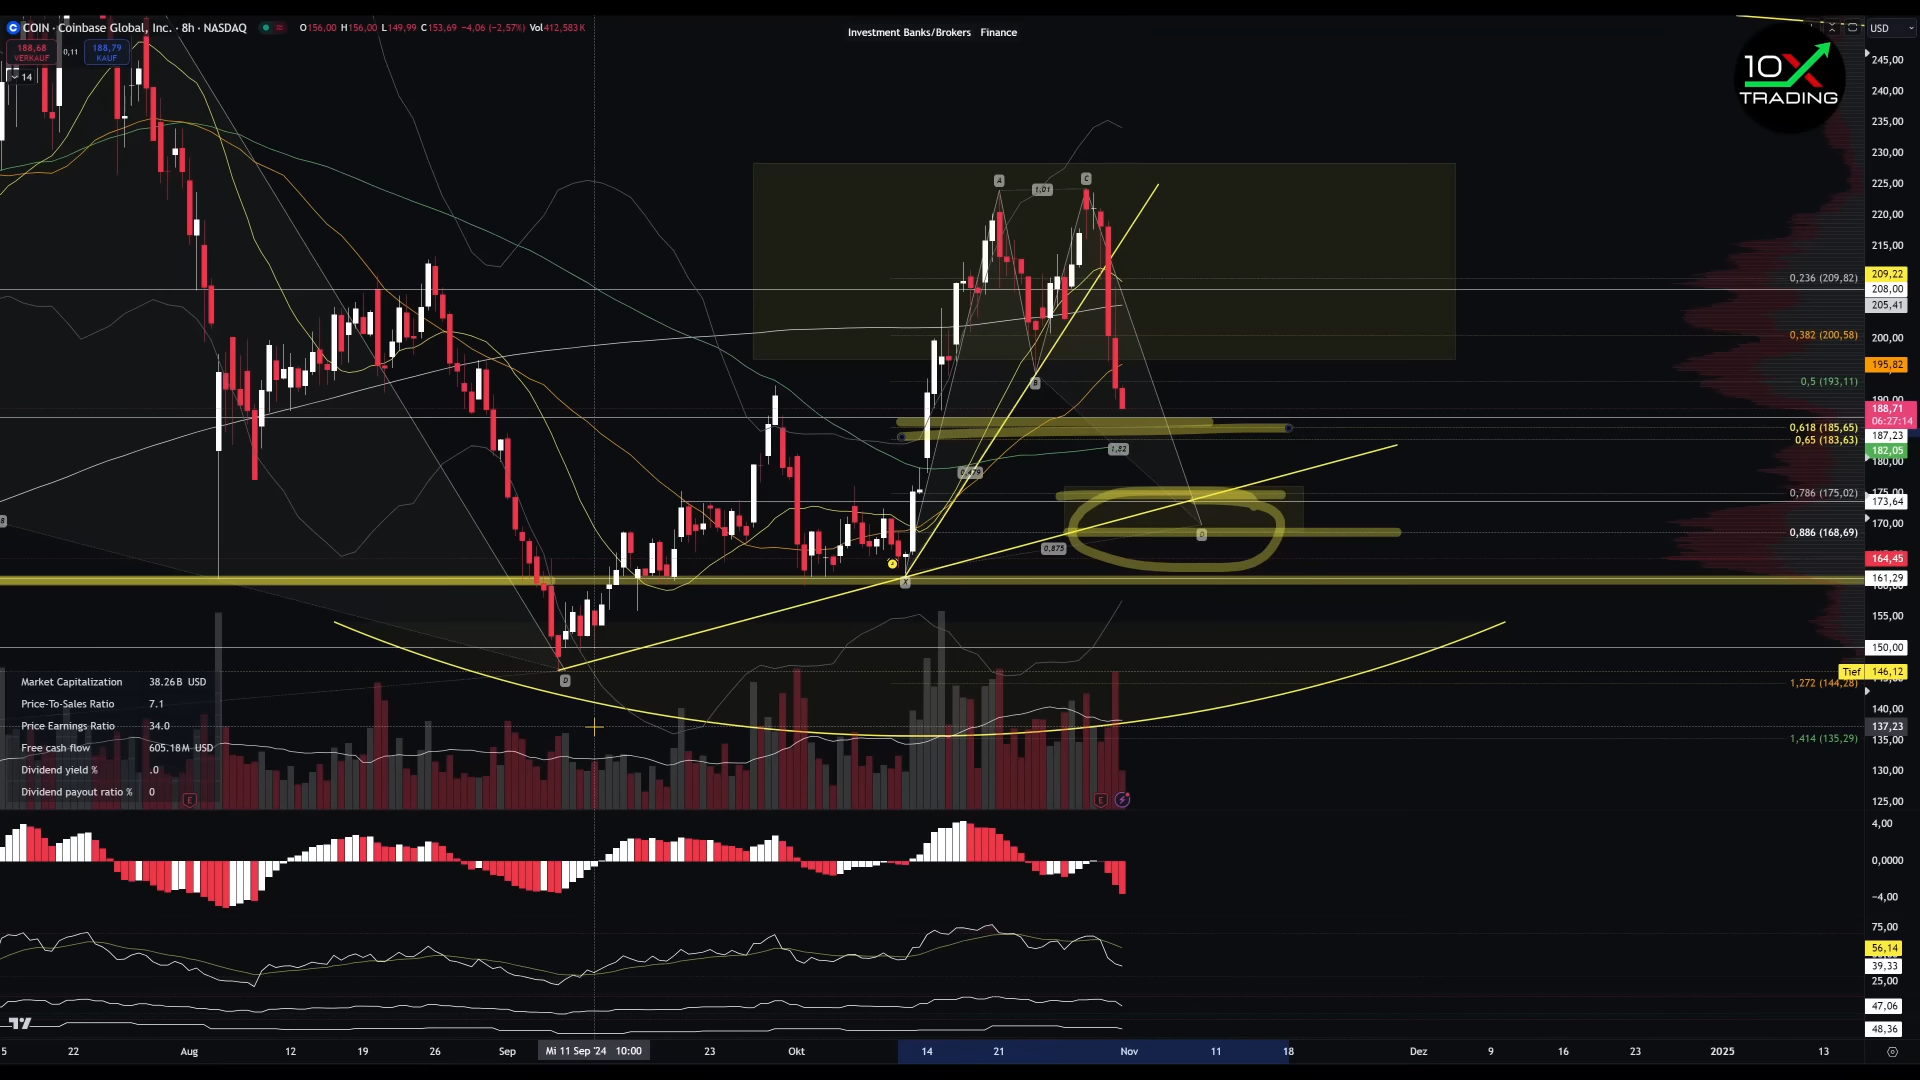 COIN · Coinbase Global, Inc. · 8h · NASDAQ O156,00 H156,00 L149,99 C153,69 −4,06 (−2,57%) Vol412,583 K
188,68 VERKAUF 0,11 188,79 KAUF
14
Investment Banks/Brokers Finance
USD
10X
TRADING
245,00
240,00
235,00
230,00
225,00
220,00
215,00
0,236 (209,82)
209,22
208,00
205,41
200,00
0,382 (200,58)
195,82
0,5 (193,11)
190,00
188,71
06:27:14
0,618 (185,65)
187,23
0,65 (183,63)
182,05
180,00
175,00
0,786 (175,02)
173,64
170,00
0,886 (168,69)
164,45
161,29
155,00
150,00
Tief 146,12
1,272 (144,28)
140,00
137,23
135,00
1,414 (135,29)
130,00
125,00
A
1,01
C
B
1,52
0,875
X
D
D
Market Capitalization 38.26B USD
Price-To-Sales Ratio 7.1
Price Earnings Ratio 34.0
Free cash flow 605.18M USD
Dividend yield % .0
Dividend payout ratio % 0
E
E
4,00
0,0000
−4,00
75,00
56,14
39,33
25,00
47,06
48,36
5 22 Aug 12 19 26 Sep Mi 11 Sep '24 10:00 23 Okt 14 21 Nov 11 18 Dez 9 16 23 2025 13